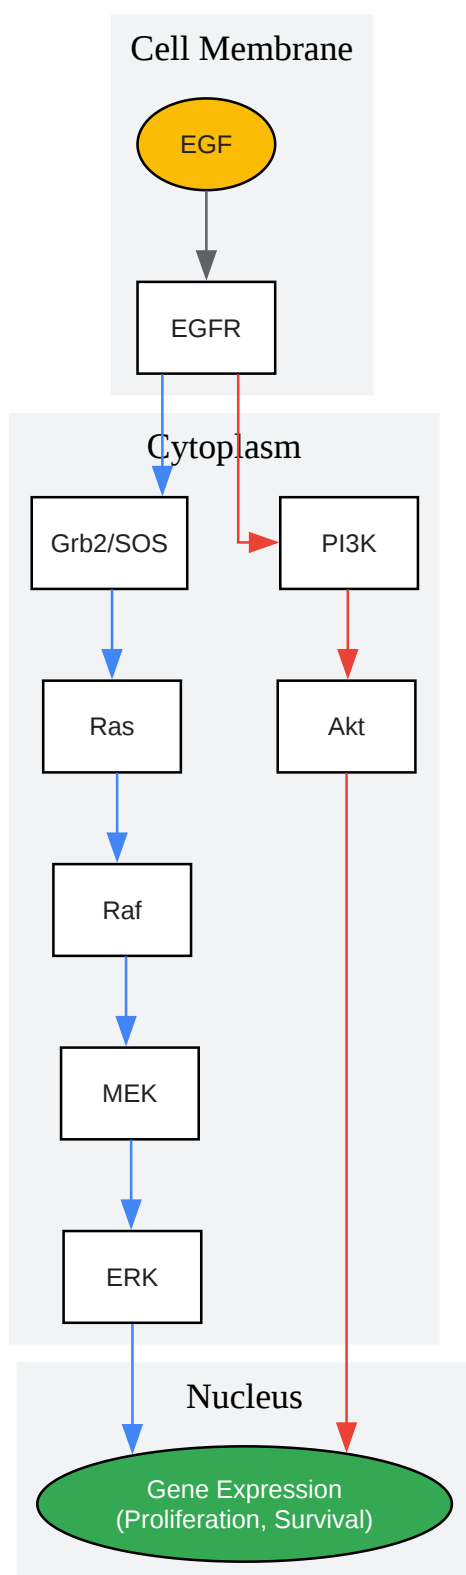 Cell Membrane
EGF
EGFR
Cytoplasm
Grb2/SOS
PI3K
Ras
Akt
Raf
MEK
ERK
Nucleus
Gene Expression
(Proliferation, Survival)